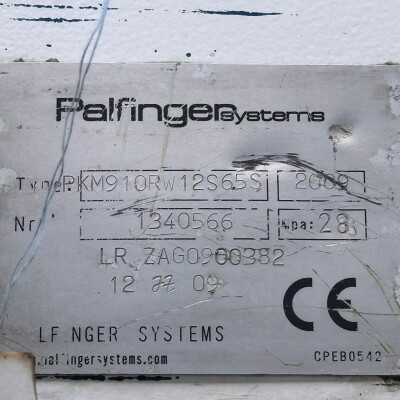 Palfingersystems
Type: PKM910RW12S65S 2009
Nr. 1340566 Mpa: 28
LR ZAG0900382
12 09
CE
LF NGER SYSTEMS
.palfingersystems.com
CPEB0542